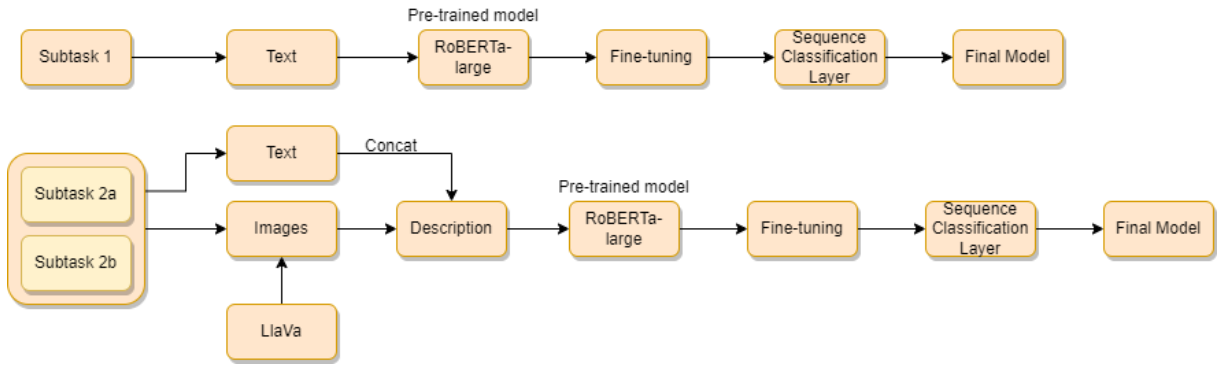 Pre-trained model
Subtask 1
Text
RoBERTa-
large
Fine-tuning
Sequence
Classification
Layer
Final Model
Text
Concat
Subtask 2a
Pre-trained model
Images
Description
RoBERTa-
large
Fine-tuning
Sequence
Classification
Layer
Final Model
Subtask 2b
LlaVa